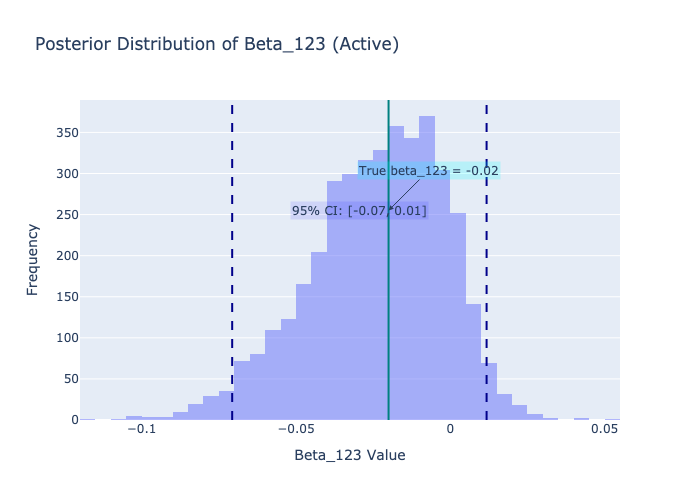 Posterior Distribution of Beta_123 (Active)
350
300
250
200
150
100
50
0
Frequency
True beta_123 = -0.02
95% CI: [-0.07, 0.01]
−0.1
−0.05
0
0.05
Beta_123 Value